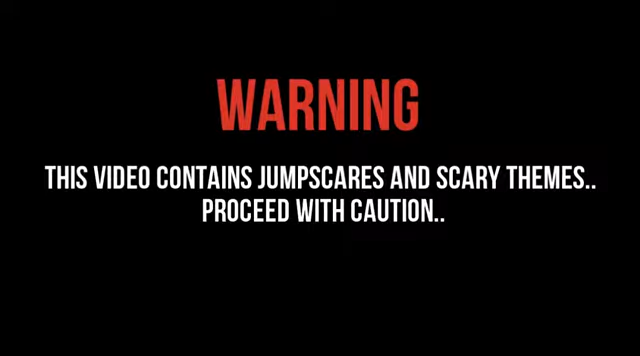 WARNING
THIS VIDEO CONTAINS JUMPSCARES AND SCARY THEMES..
PROCEED WITH CAUTION..